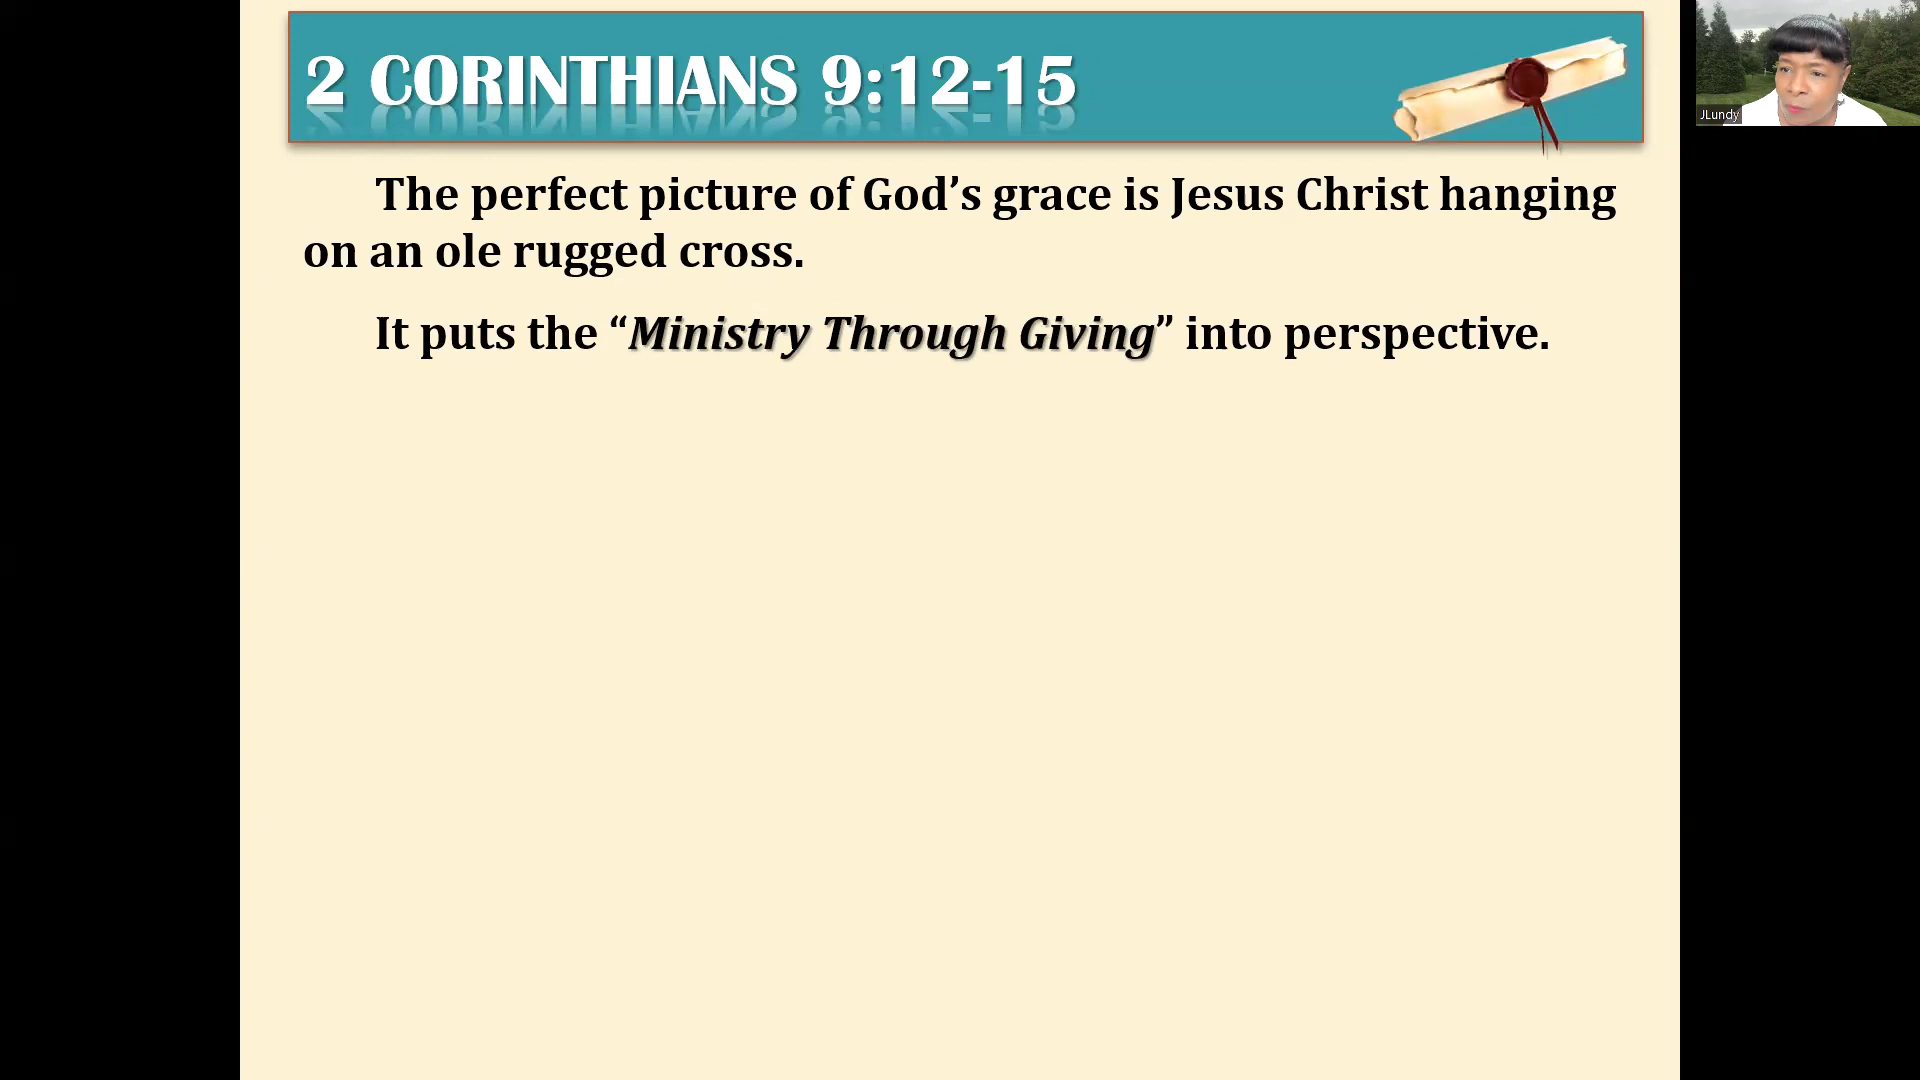 2 CORINTHIANS 9:12-15
JLundy
The perfect picture of God’s grace is Jesus Christ hanging
on an ole rugged cross.
It puts the “Ministry Through Giving” into perspective.